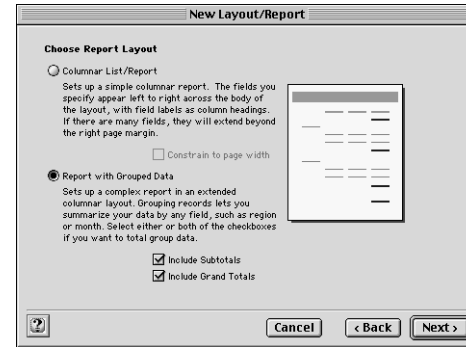 New Layout/Report
Choose Report Layout
Columnar List/Report
Sets up a simple columnar report. The fields you
specify appear left to right across the body of
the layout, with field labels as column headings.
If there are many fields, they will extend beyond
the right page margin.
Constrain to page width
Report with Grouped Data
Sets up a complex report in an extended
columnar layout. Grouping records lets you
summarize your data by any field, such as region
or month. Select either or both of the checkboxes
if you want to total group data.
Include Subtotals
Include Grand Totals
?
Cancel
< Back
Next >